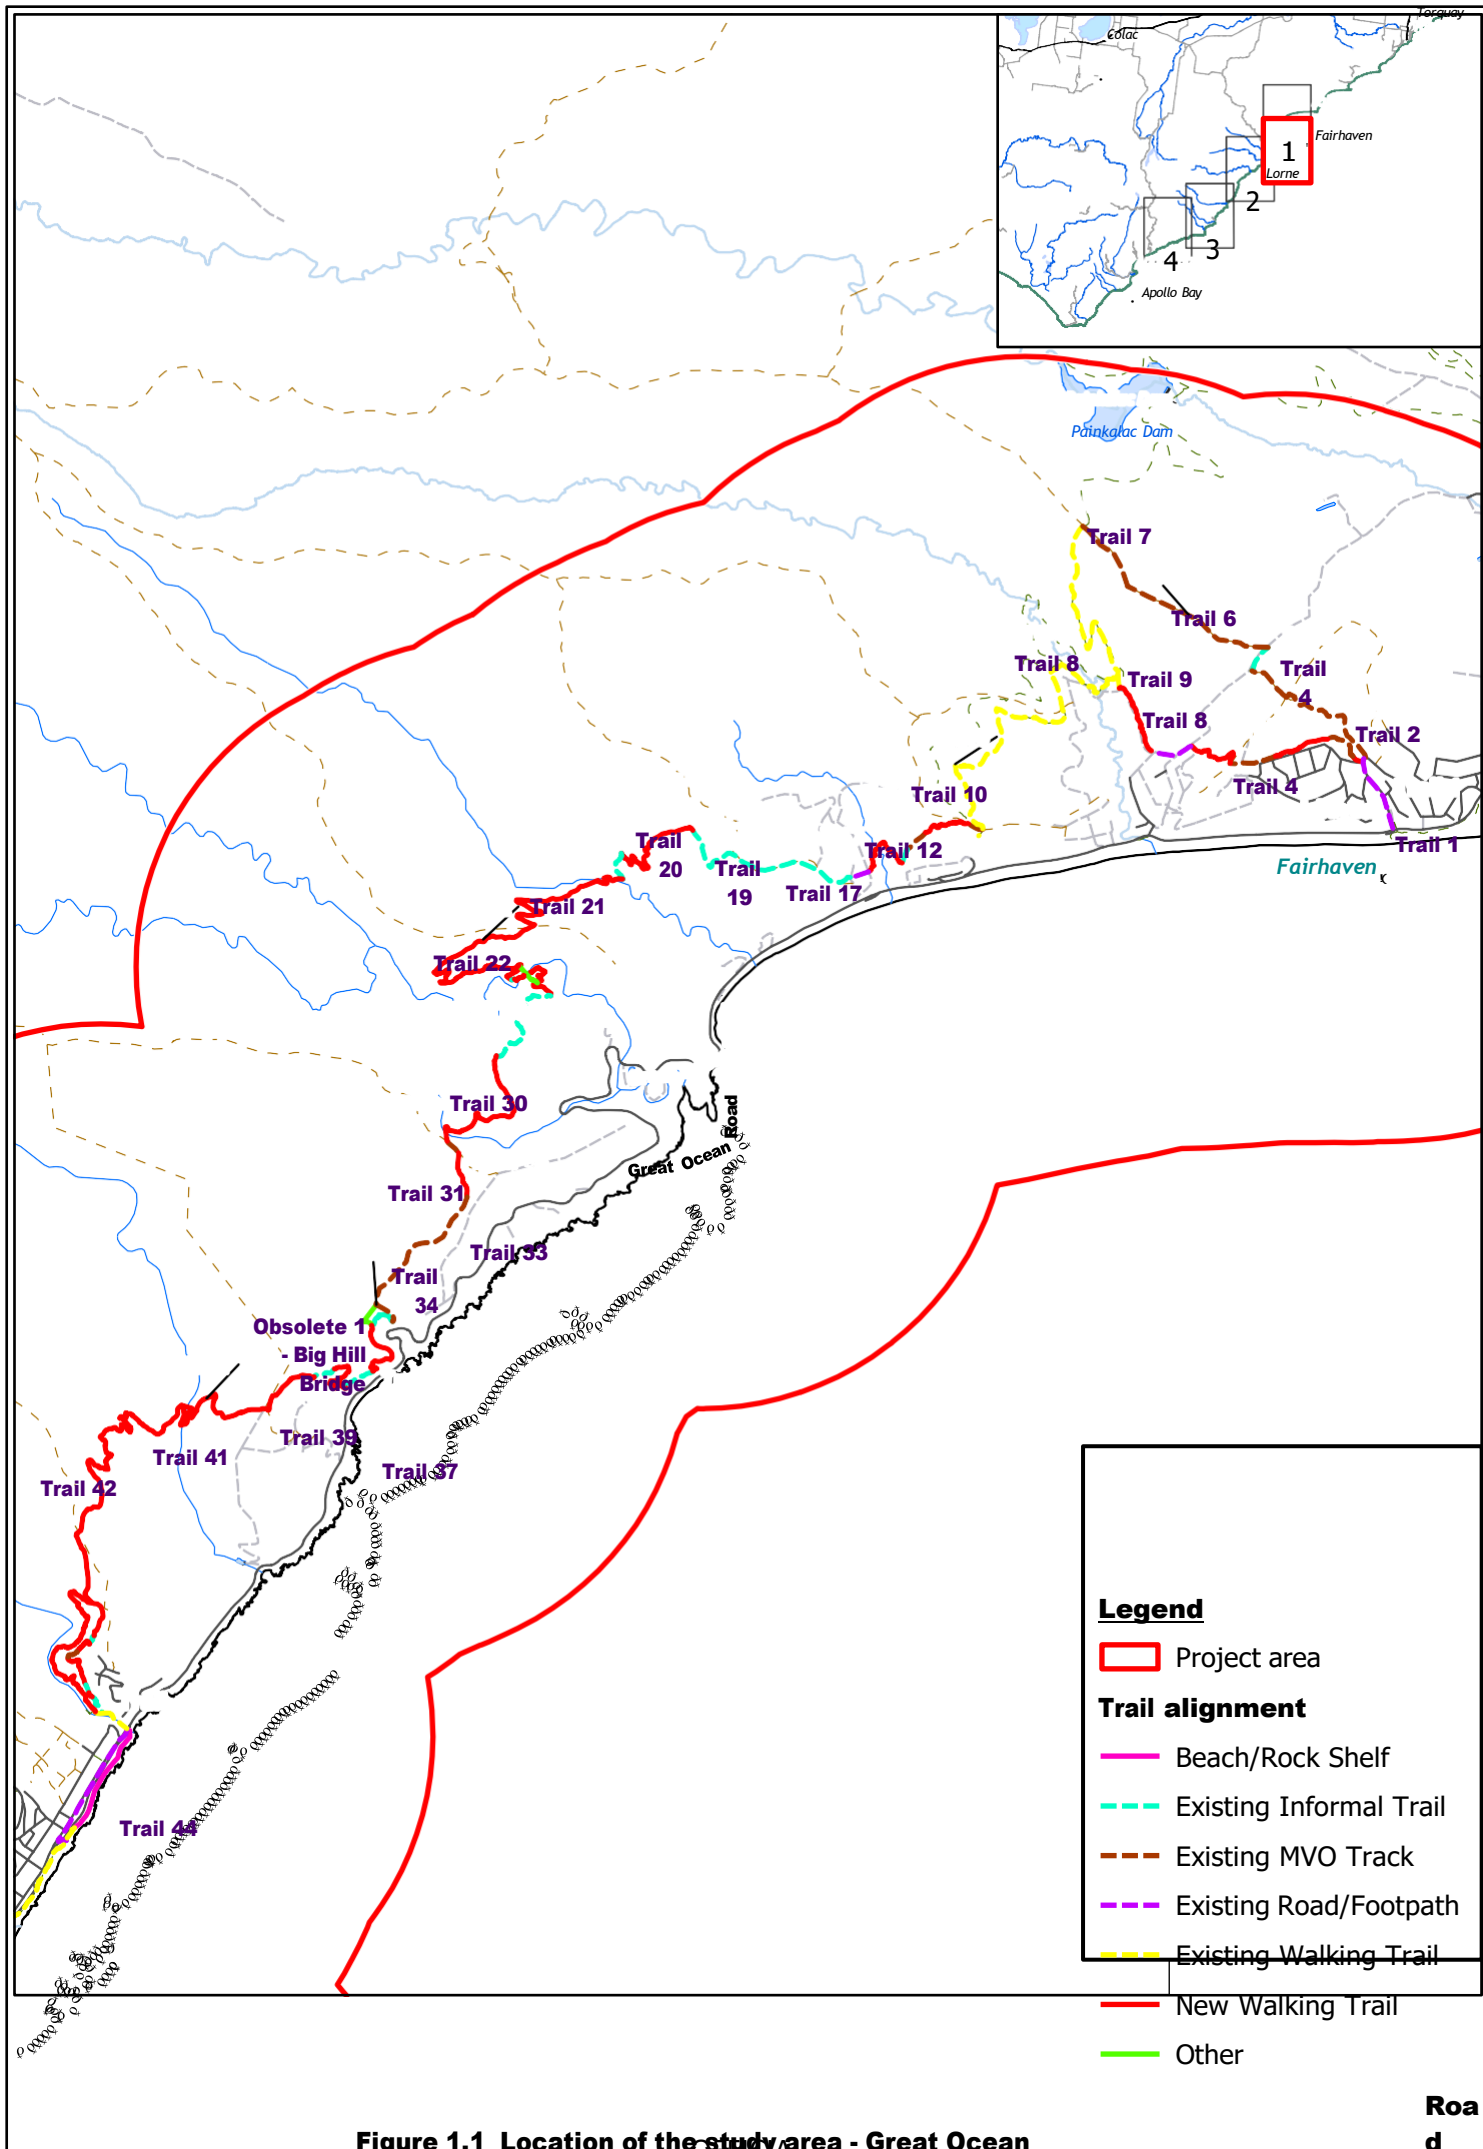 Torquay
Colac
Fairhaven
1
Lorne
2
3
4
Apollo Bay
Painkalac Dam
Trail 7
Trail 6
Trail 8
Trail 9
Trail
4
Trail 8
Trail 2
Trail 4
Trail 10
Trail 1
Trail 12
Fairhaven
Trail
20
Trail
19
Trail 17
Trail 21
Trail 22
Trail 30
Great Ocean Road
Trail 31
Trail 33
Trail
34
Obsolete 1
- Big Hill
Bridge
Trail 39
Trail 41
Trail 37
Trail 42
Trail 44
Legend
Project area
Trail alignment
Beach/Rock Shelf
Existing Informal Trail
Existing MVO Track
Existing Road/Footpath
Existing Walking Trail
New Walking Trail
Other
Figure 1.1 Location of the study area - Great Ocean
Roa
d